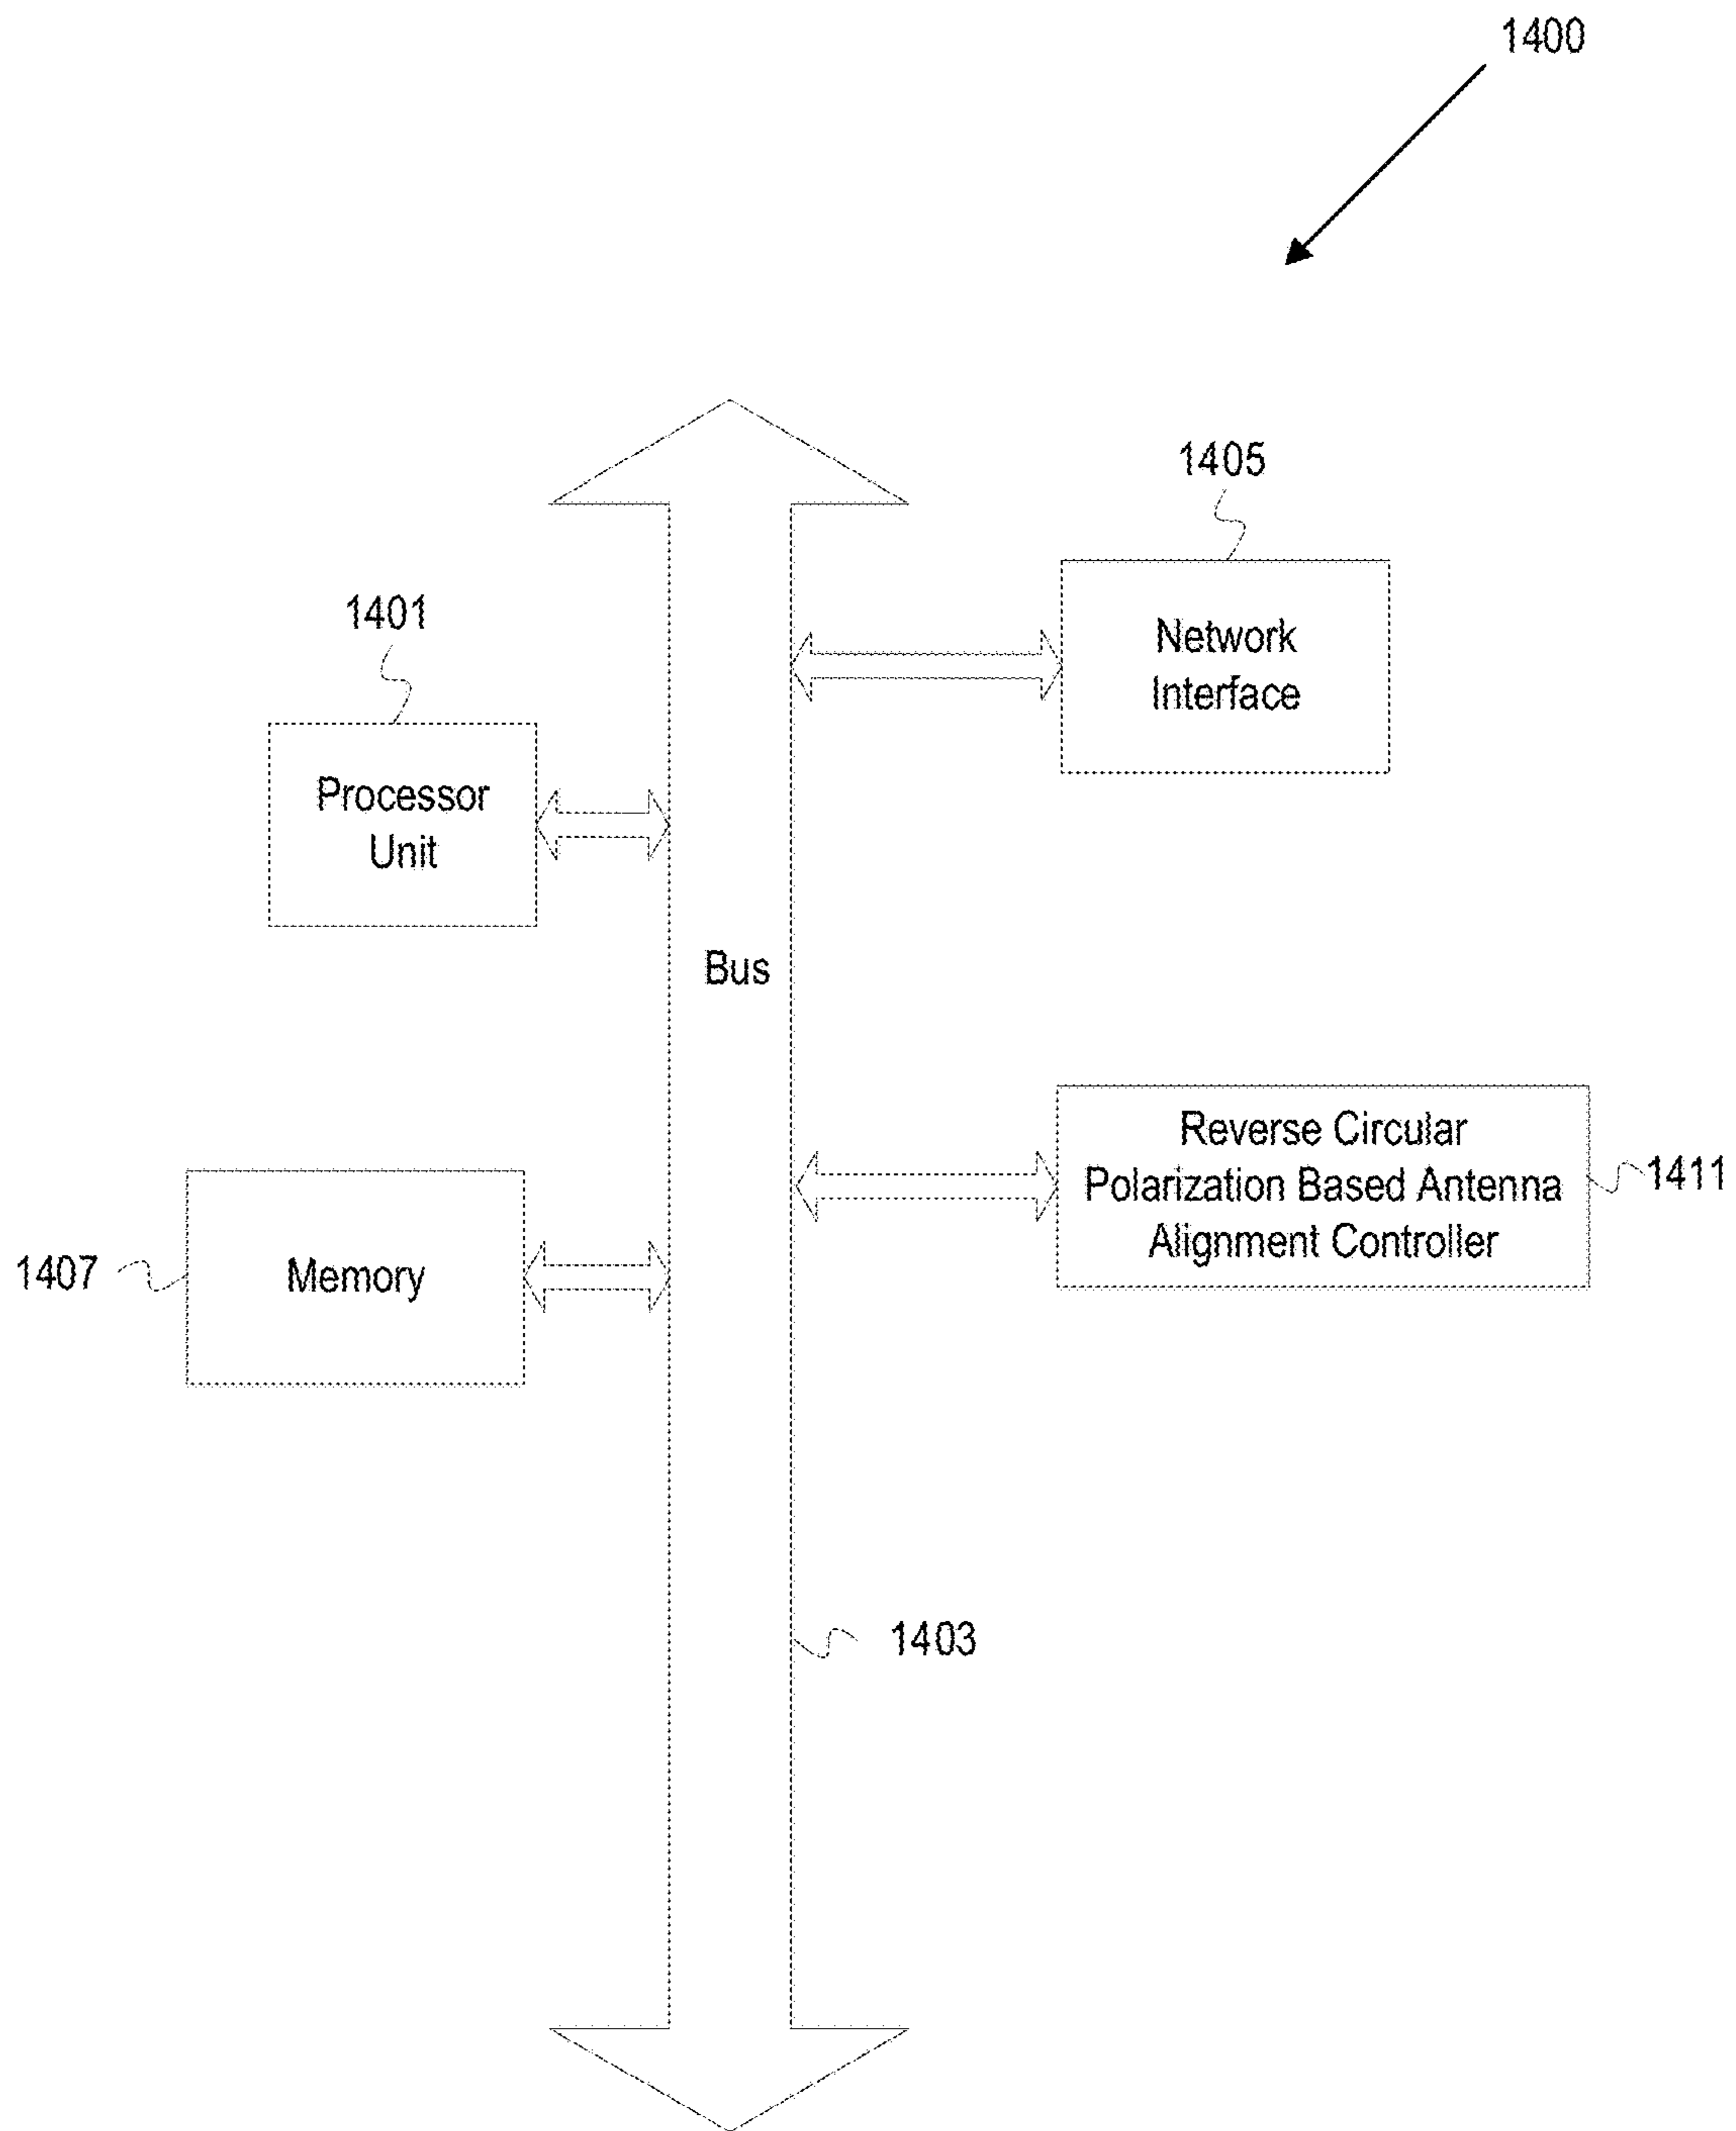 1400
1405
Network
Interface
1401
Processor
Unit
Bus
Reverse Circular
Polarization Based Antenna
Alignment Controller
1411
1407
Memory
1403